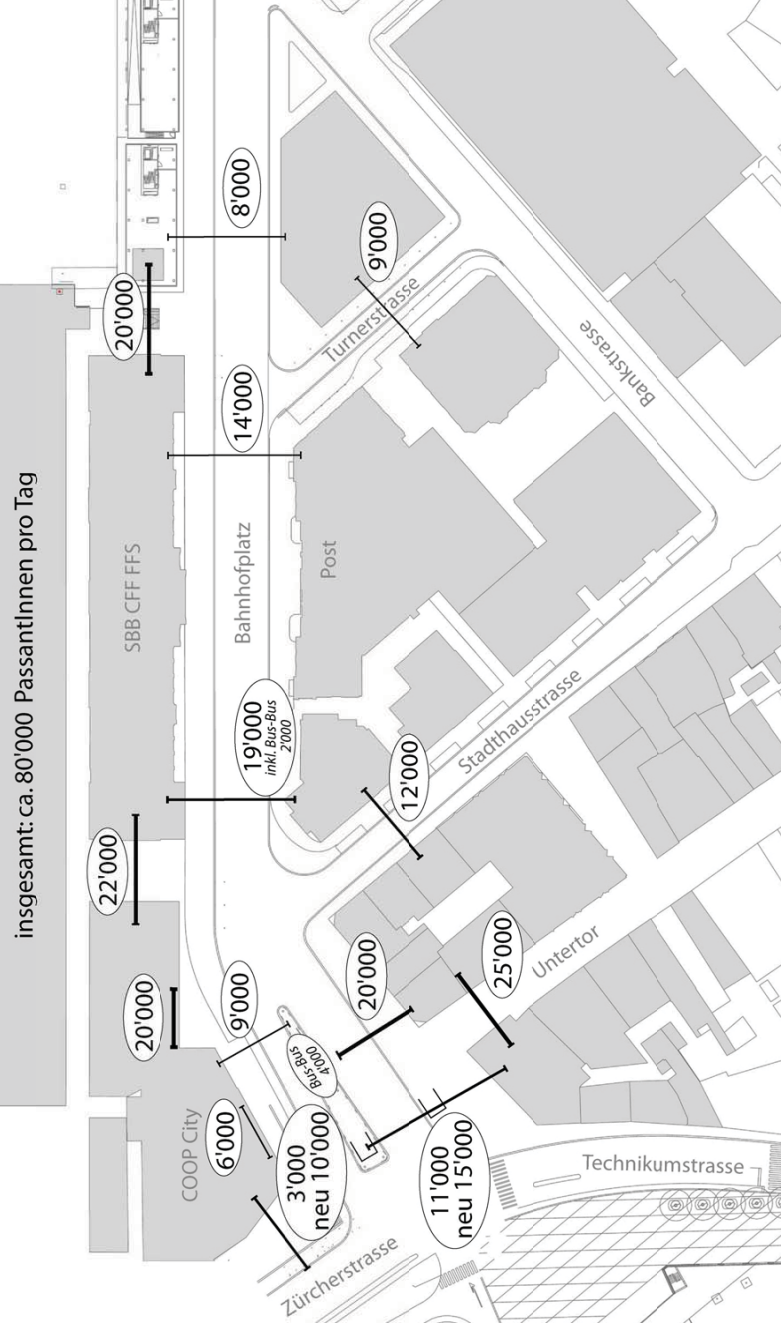 insgesamt: ca. 80'000 PassantInnen pro Tag
20'000
22'000
20'000
SBB CFF FFS
COOP City
8'000
14'000
Bahnhofplatz
19'000
inkl. Bus-Bus
2'000
9'000
6'000
3'000
neu 10'000
Bus-Bus
4'000
Post
9'000
Turnerstrasse
12'000
20'000
11'000
neu 15'000
25'000
Stadthausstrasse
Untertor
Bankstrasse
Technikumstrasse
Zürcherstrasse